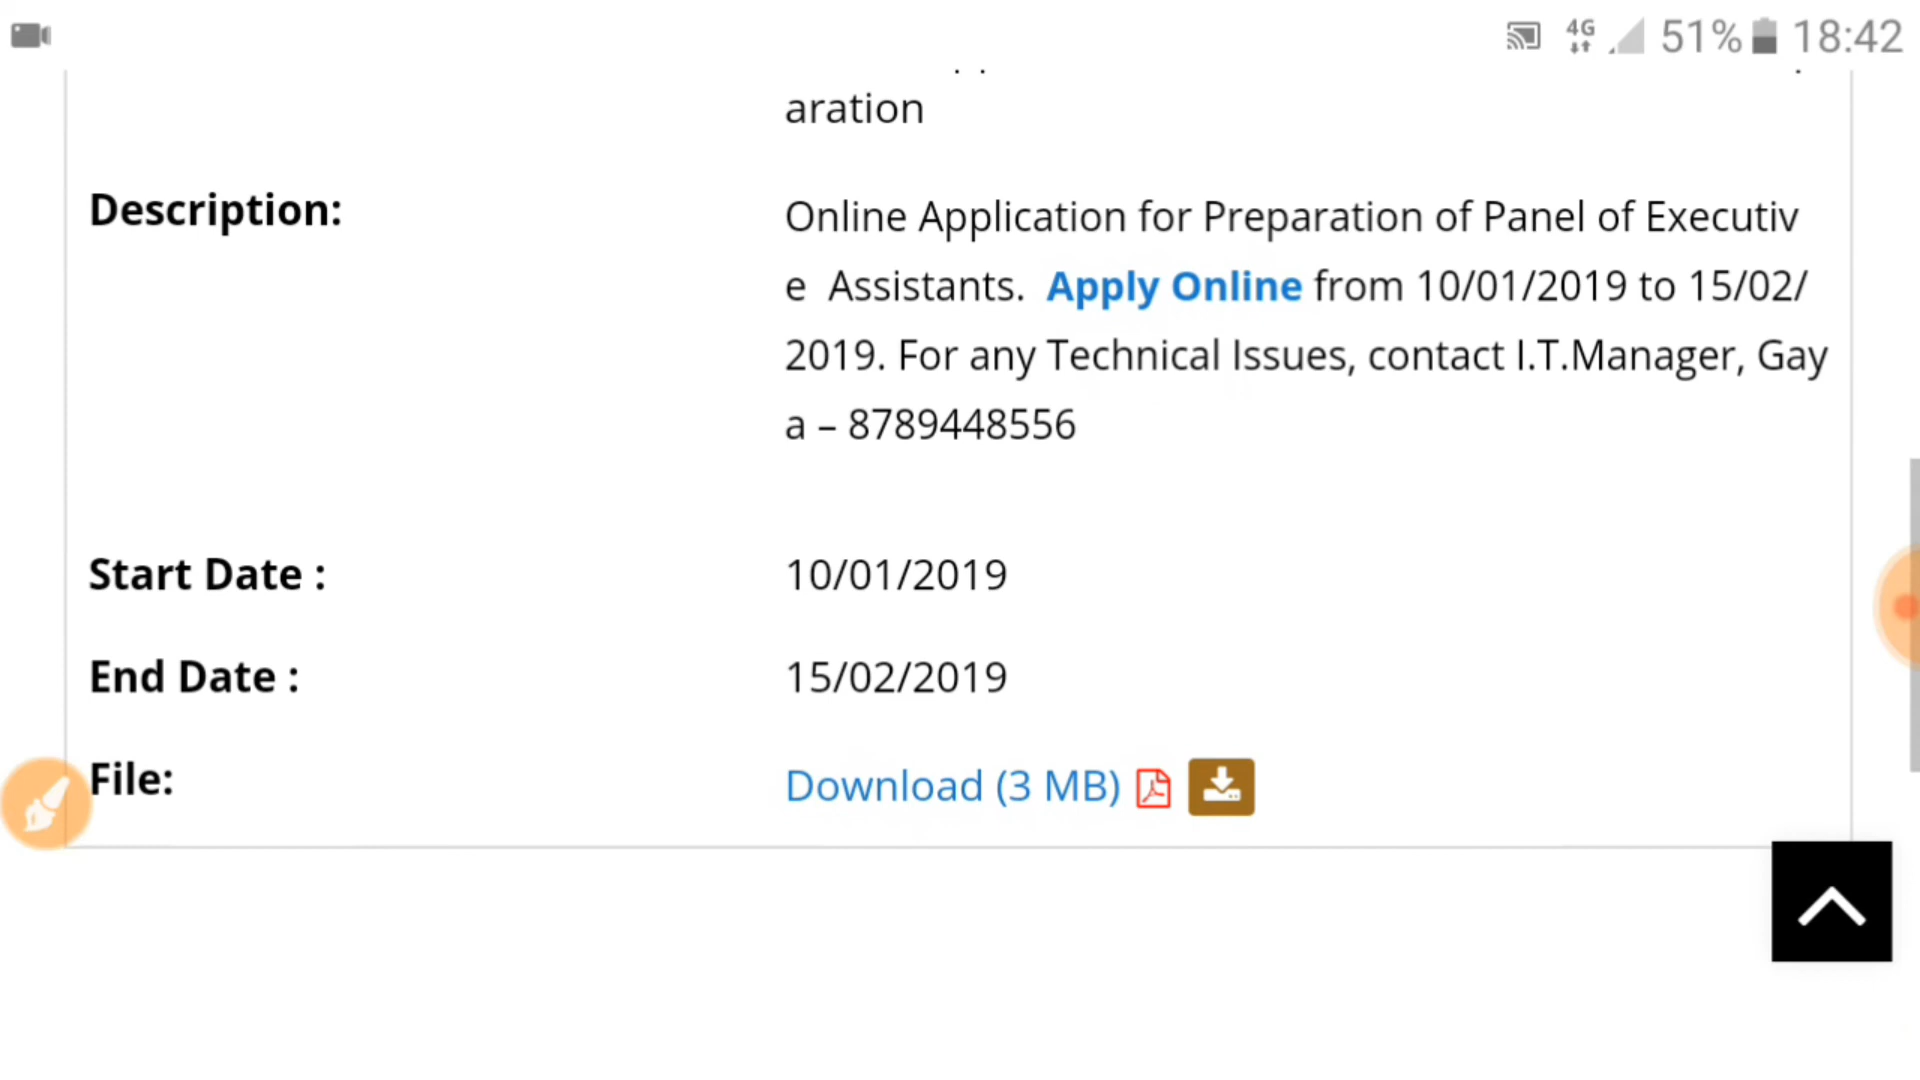 4G 51% 18:42
aration
Description:
Online Application for Preparation of Panel of Executiv
e Assistants. Apply Online from 10/01/2019 to 15/02/
2019. For any Technical Issues, contact I.T.Manager, Gay
a – 8789448556
Start Date : 10/01/2019
End Date : 15/02/2019
File: Download (3 MB)